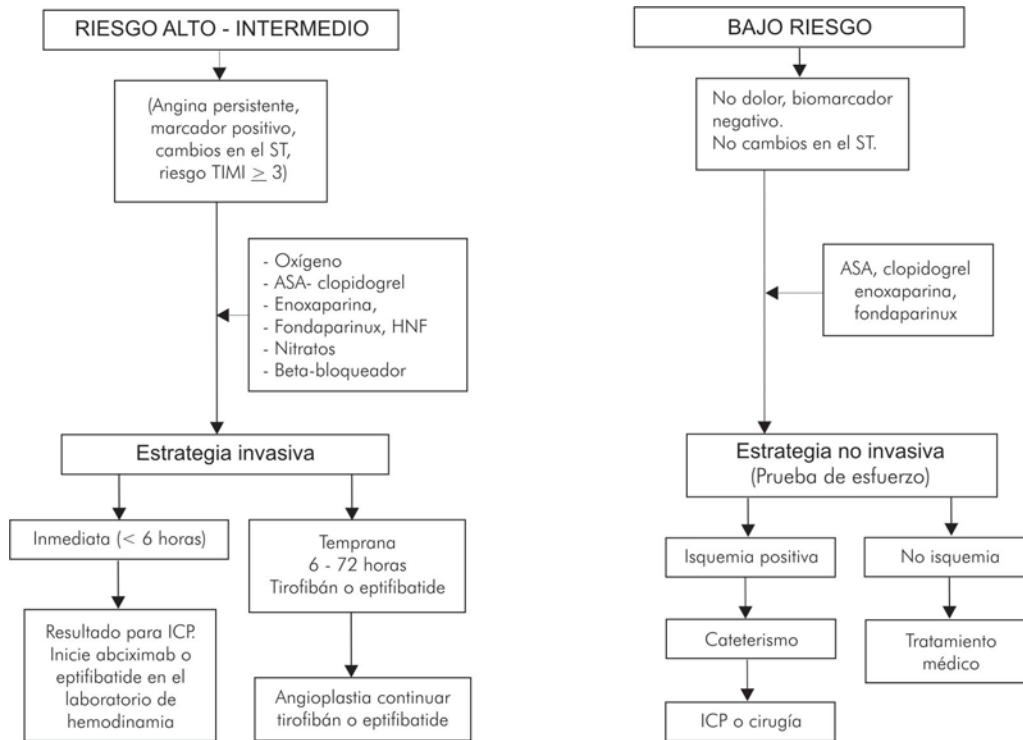 RIESGO ALTO - INTERMEDIO
(Angina persistente,
marcador positivo,
cambios en el ST,
riesgo TIMI ≥ 3)
- Oxígeno
- ASA- clopidogrel
- Enoxaparina,
- Fondaparinux, HNF
- Nitratos
- Beta-bloqueador
Estrategia invasiva
Inmediata (< 6 horas)
Resultado para ICP.
Inicie abciximab o
eptifibatide en el
laboratorio de
hemodinamia
Temprana
6 - 72 horas
Tirofibán o eptifibatide
Angioplastia continuar
tirofibán o eptifibatide
BAJO RIESGO
No dolor, biomarcador
negativo.
No cambios en el ST.
ASA, clopidogrel
enoxaparina,
fondaparinux
Estrategia no invasiva
(Prueba de esfuerzo)
Isquemia positiva
Cateterismo
ICP o cirugía
No isquemia
Tratamiento
médico